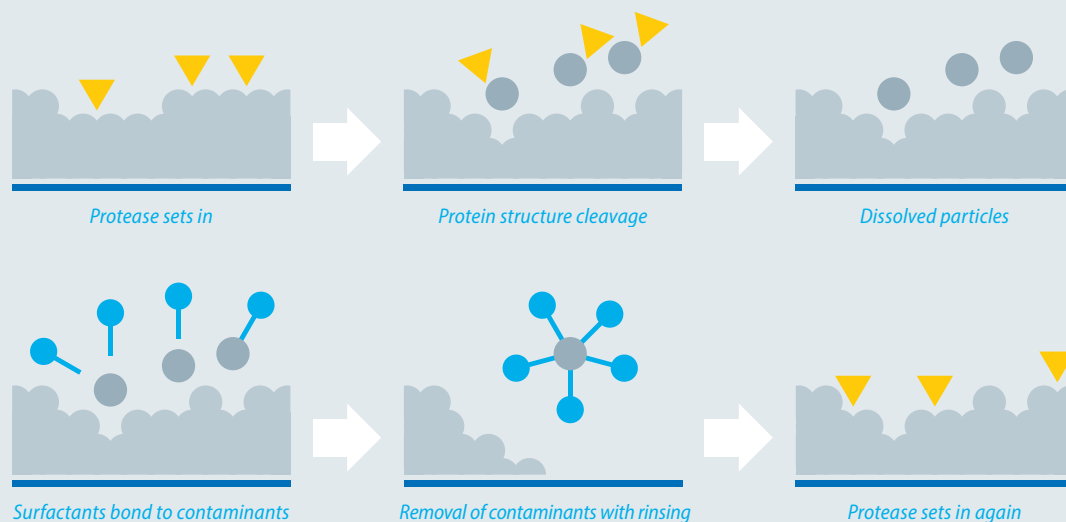 Protease sets in
Protein structure cleavage
Dissolved particles
Surfactants bond to contaminants
Removal of contaminants with rinsing
Protease sets in again